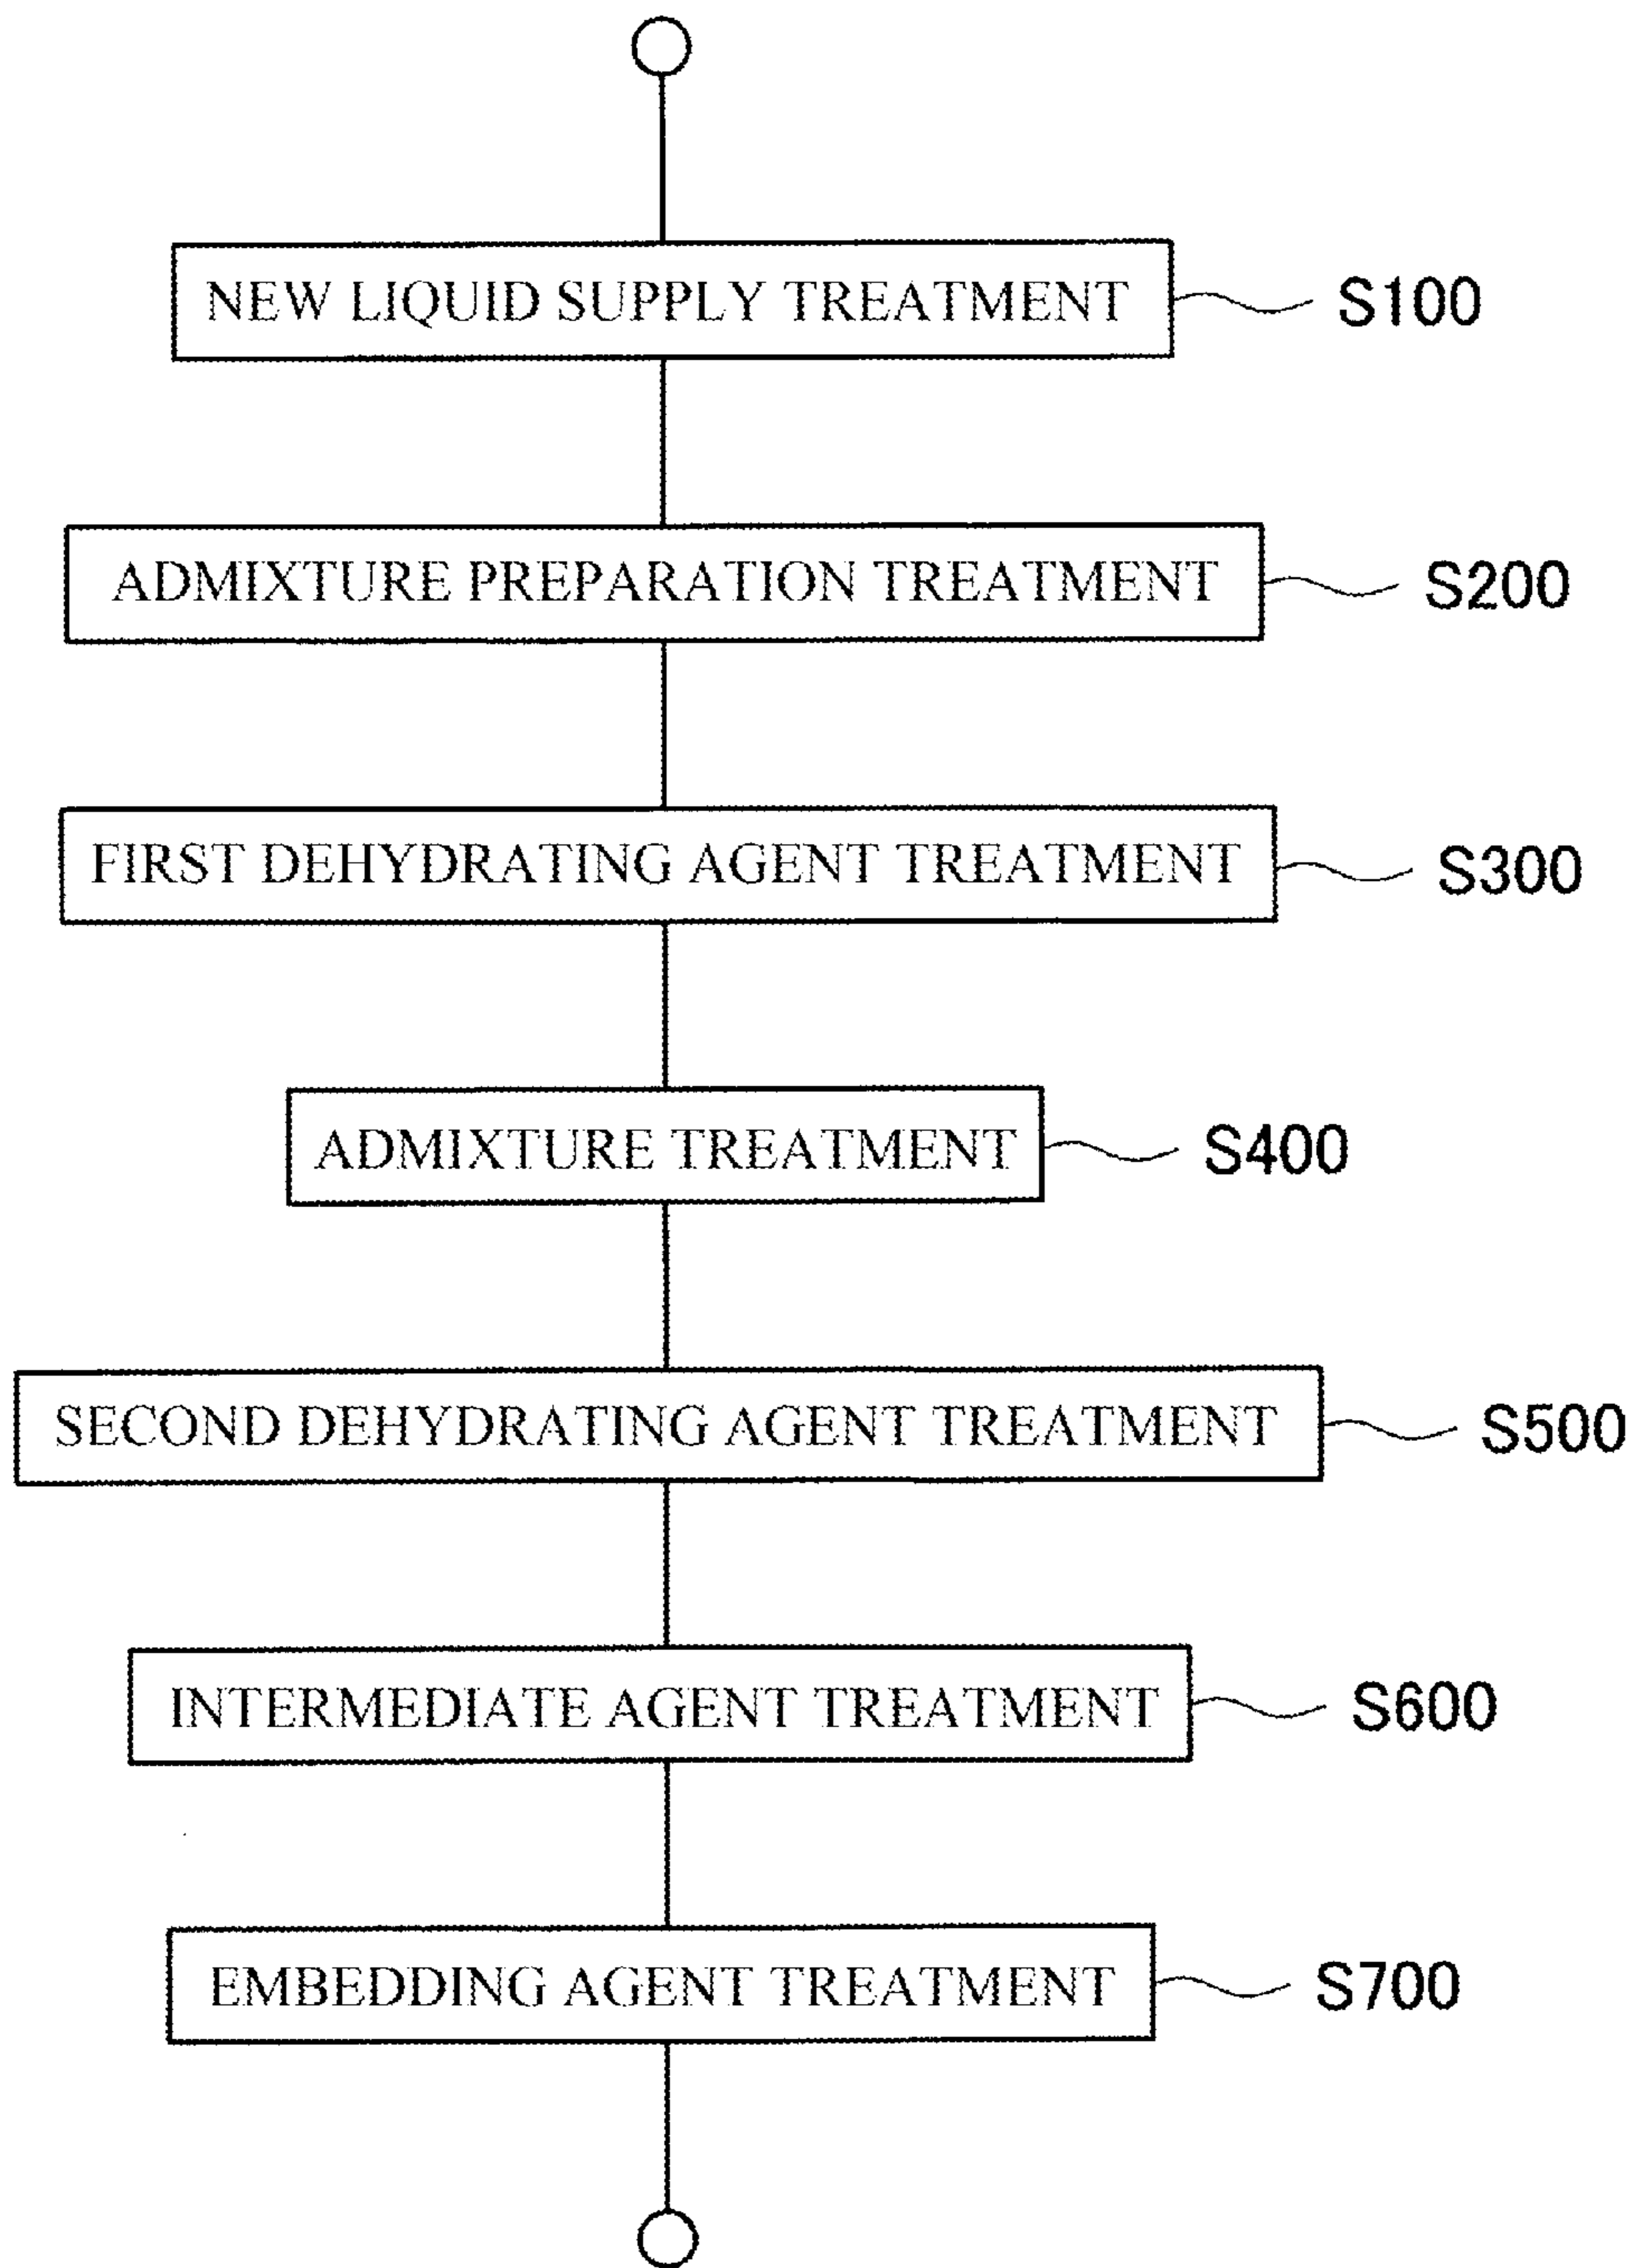 NEW LIQUID SUPPLY TREATMENT S100
ADMIXTURE PREPARATION TREATMENT S200
FIRST DEHYDRATING AGENT TREATMENT S300
ADMIXTURE TREATMENT S400
SECOND DEHYDRATING AGENT TREATMENT S500
INTERMEDIATE AGENT TREATMENT S600
EMBEDDING AGENT TREATMENT S700